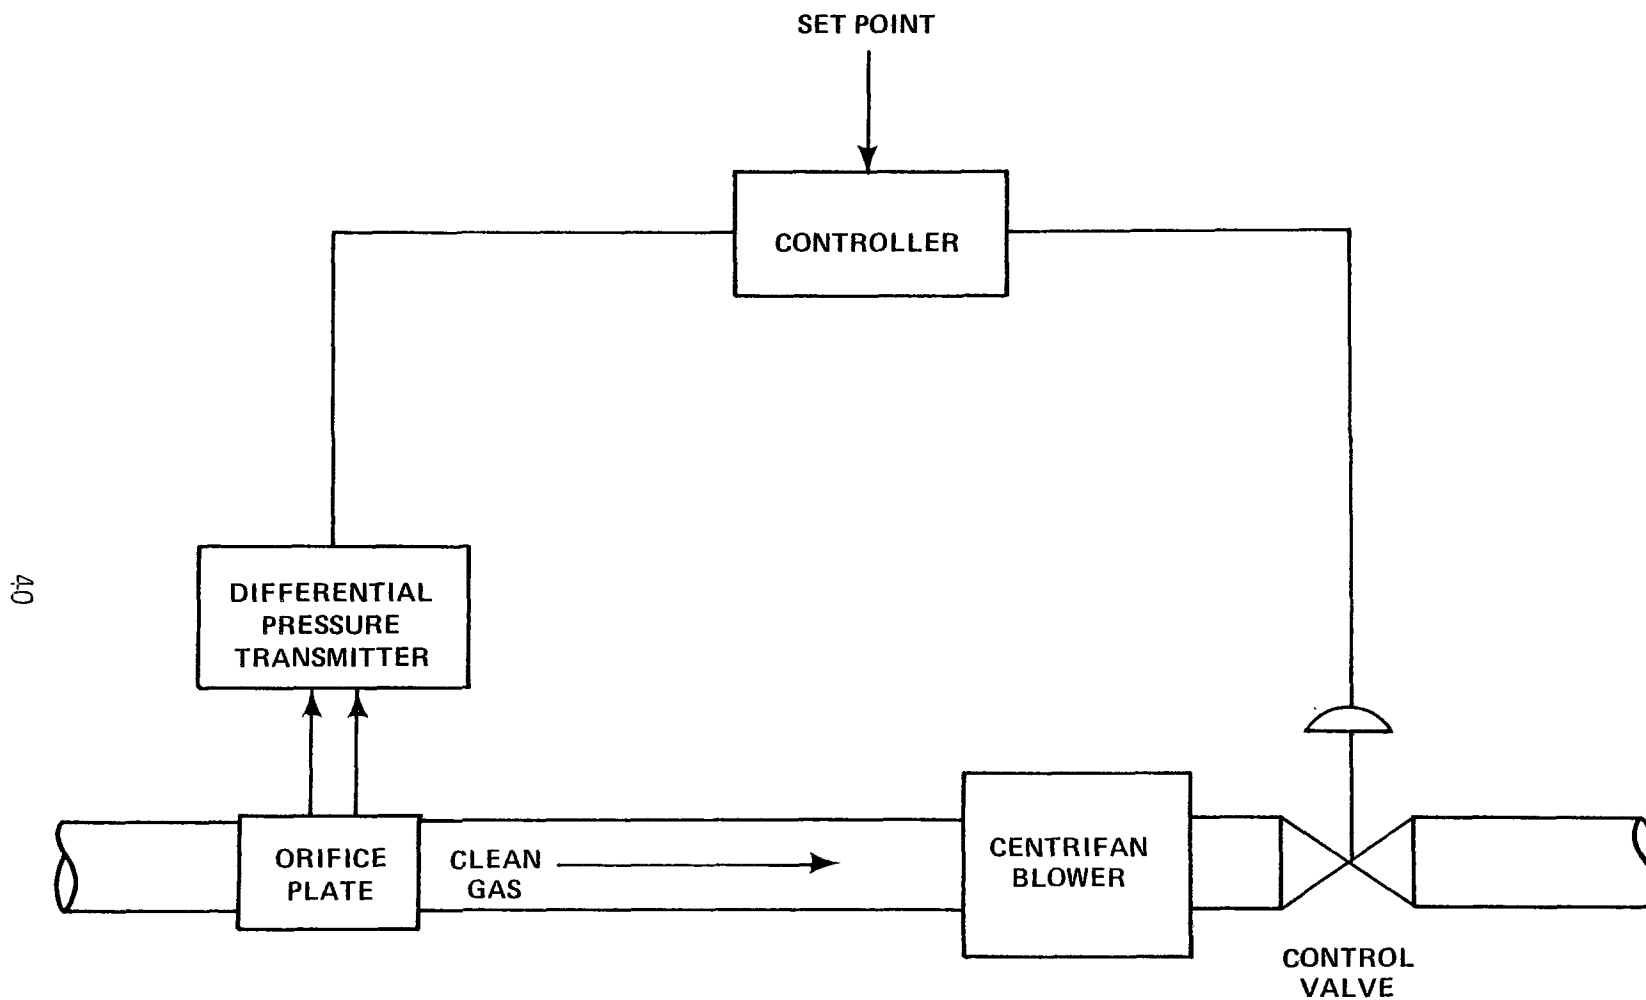 SET POINT
CONTROLLER
DIFFERENTIAL
PRESSURE
TRANSMITTER
40
ORIFICE
PLATE
CLEAN
GAS
CENTRIFAN
BLOWER
CONTROL
VALVE